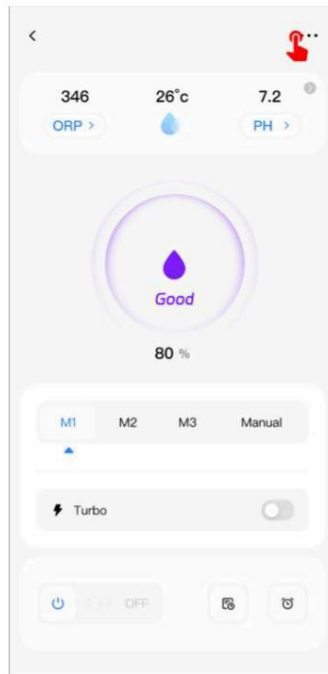 346 26°c 7.2
ORP > PH >
Good
80 %
M1 M2 M3 Manual
Turbo
OFF